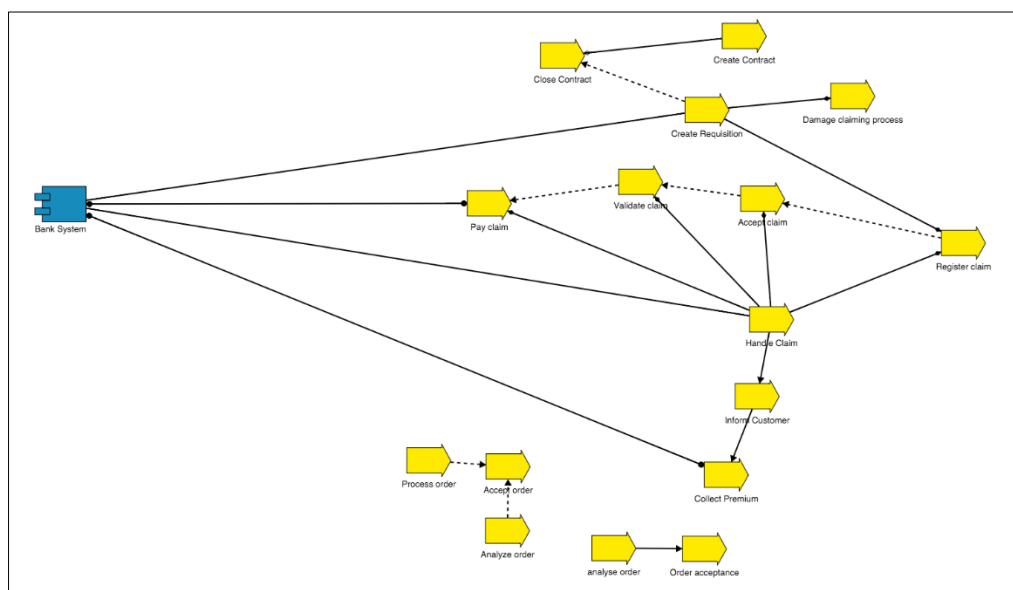 Create Contract
Close Contract
Damage claiming process
Create Requisition
Validate claim
Accept claim
Bank System
Pay claim
Register claim
Handle Claim
Inform Customer
Process order
Accept order
Collect Premium
Analyze order
analyse order
Order acceptance